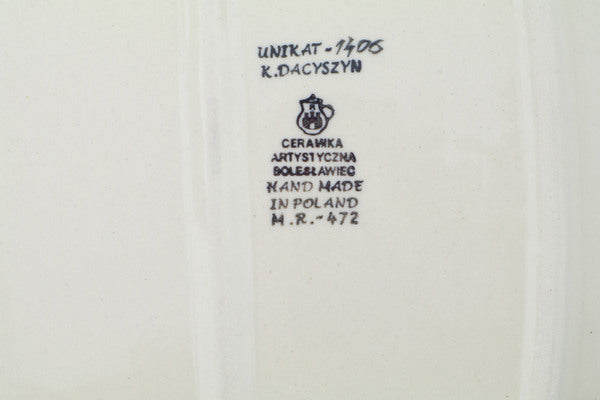 UNIKAT-1406
K.DACYSZYN
CERAMIKA
ARTYSTYCZNA
BOLESŁAWIEC
HAND MADE
IN POLAND
M.R.-472